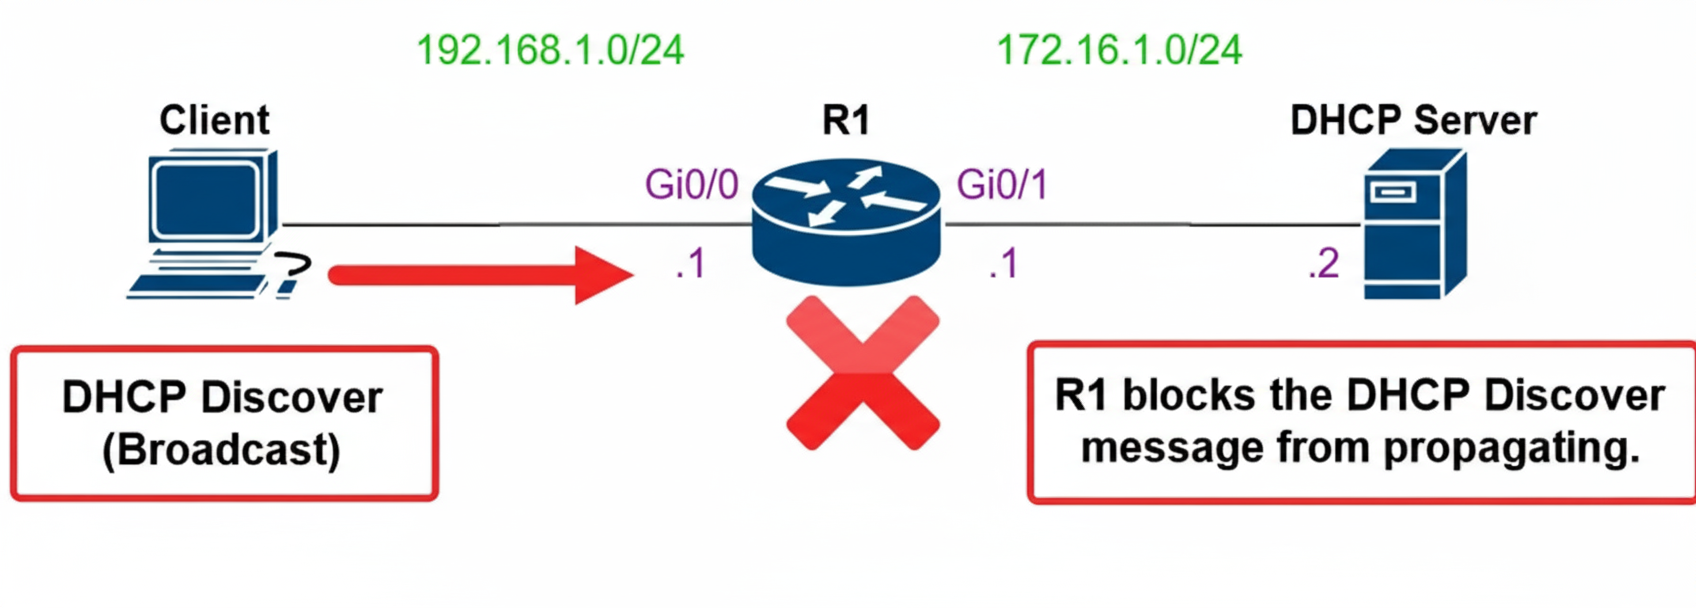 192.168.1.0/24
172.16.1.0/24
Client
R1
DHCP Server
Gi0/0
Gi0/1
.1
.1
.2
?
DHCP Discover
(Broadcast)
R1 blocks the DHCP Discover
message from propagating.